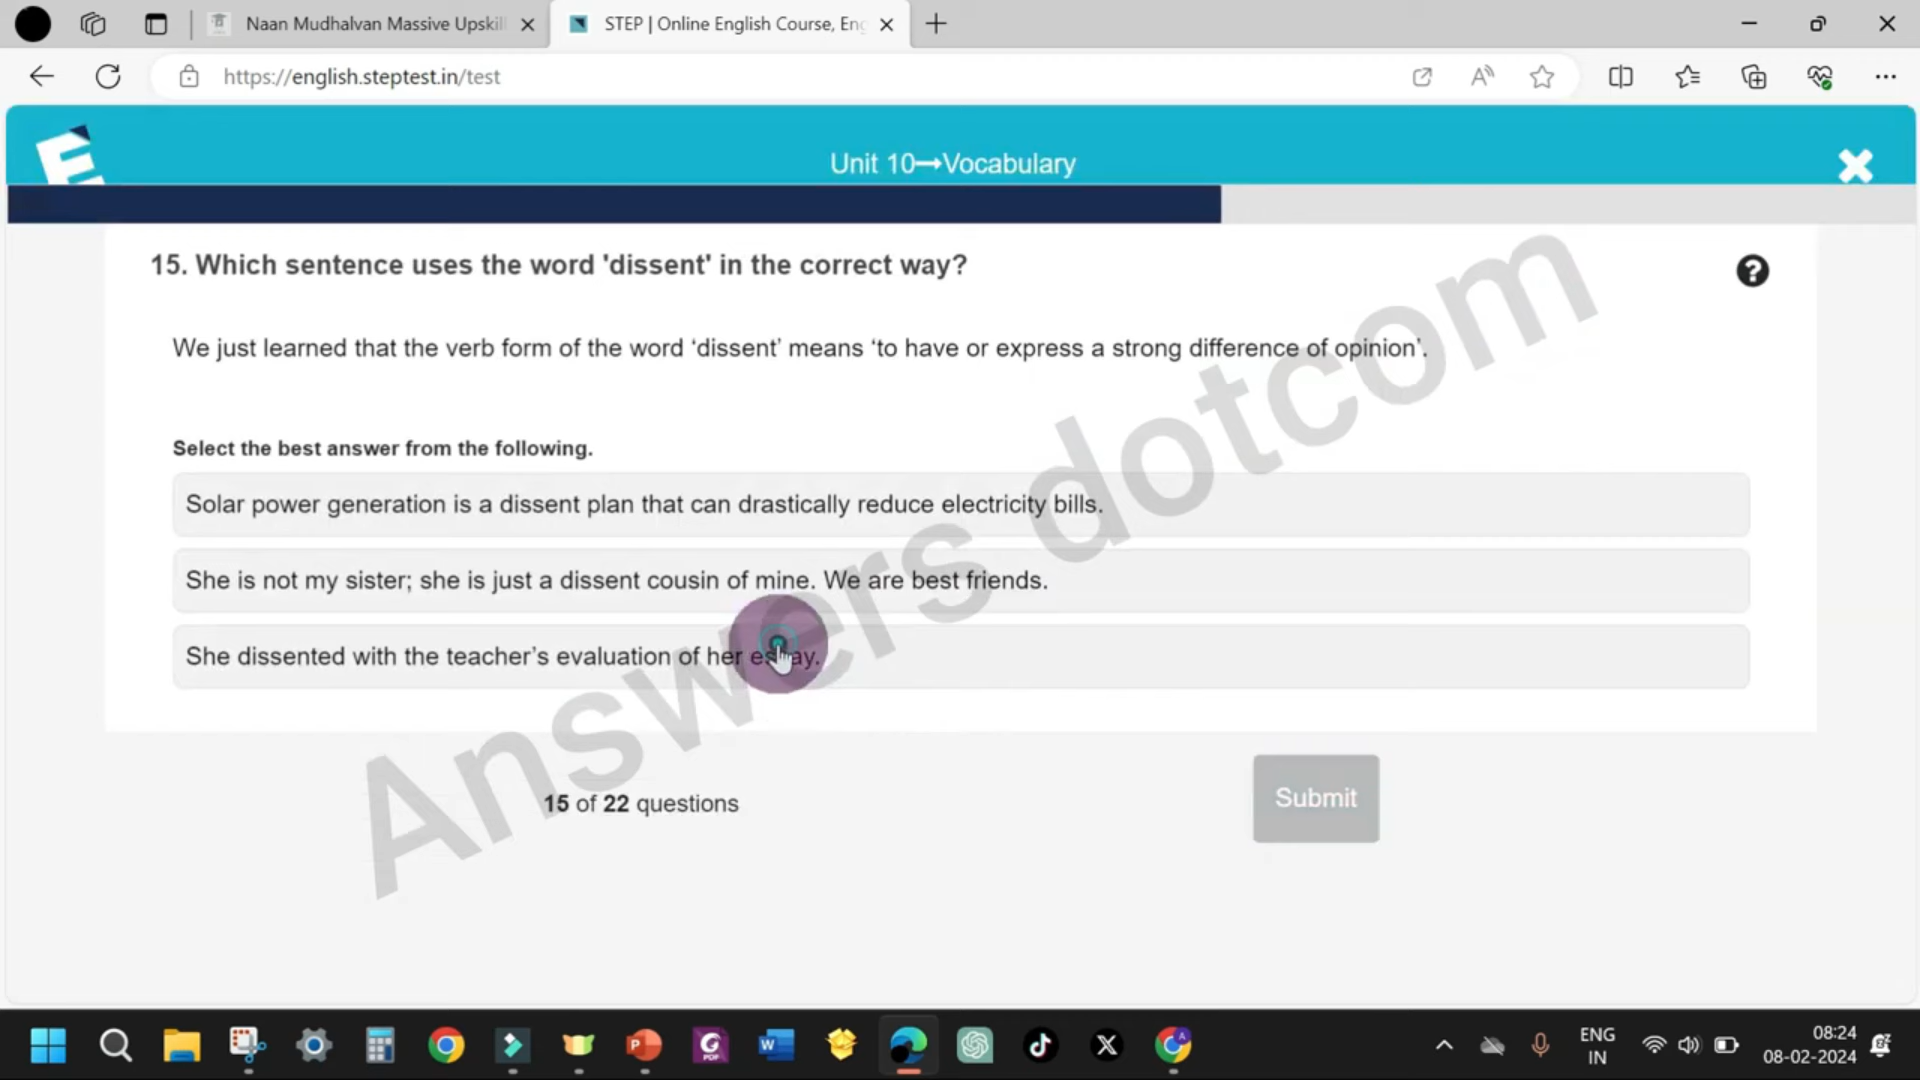 Naan Mudhalvan Massive Upskil
STEP | Online English Course, Eng
https://english.steptest.in/test
Unit 10→Vocabulary
15. Which sentence uses the word 'dissent' in the correct way?
We just learned that the verb form of the word ‘dissent’ means ‘to have or express a strong difference of opinion’.
Select the best answer from the following.
Solar power generation is a dissent plan that can drastically reduce electricity bills.
She is not my sister; she is just a dissent cousin of mine. We are best friends.
She dissented with the teacher’s evaluation of her essay.
15 of 22 questions
Submit
Answers dotcom
ENG
IN
08:24
08-02-2024